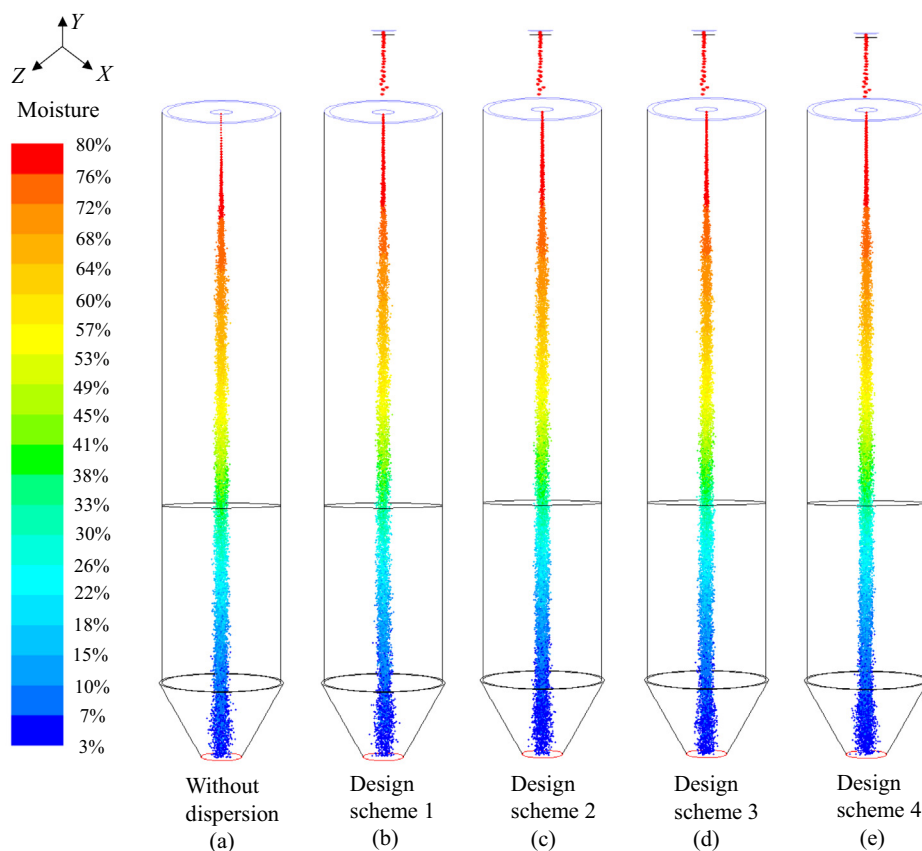 Y
Z
X
Moisture
80%
76%
72%
68%
64%
60%
57%
53%
49%
45%
41%
38%
33%
30%
26%
22%
18%
15%
10%
7%
3%
Without
dispersion
(a)
Design
scheme 1
(b)
Design
scheme 2
(c)
Design
scheme 3
(d)
Design
scheme 4
(e)